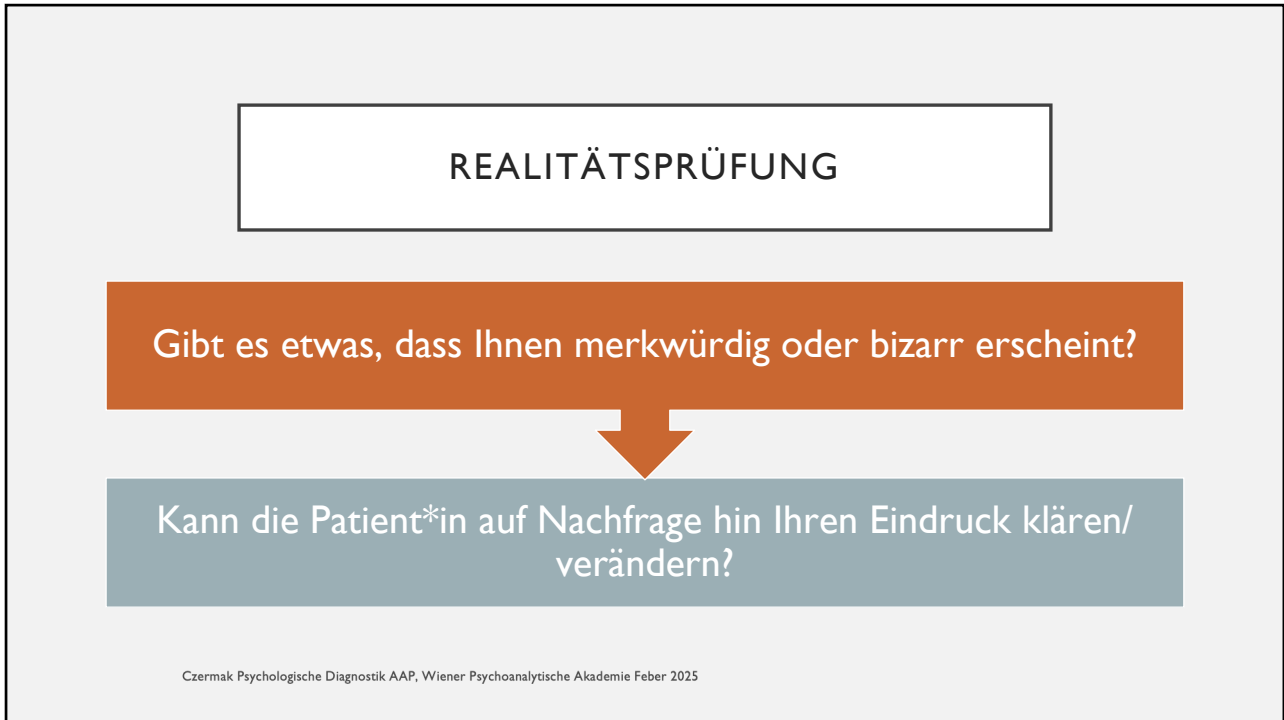 REALITÄTSPRÜFUNG
Gibt es etwas, dass Ihnen merkwürdig oder bizarr erscheint?
Kann die Patient*in auf Nachfrage hin Ihren Eindruck klären/
verändern?
Czermak Psychologische Diagnostik AAP, Wiener Psychoanalytische Akademie Feber 2025